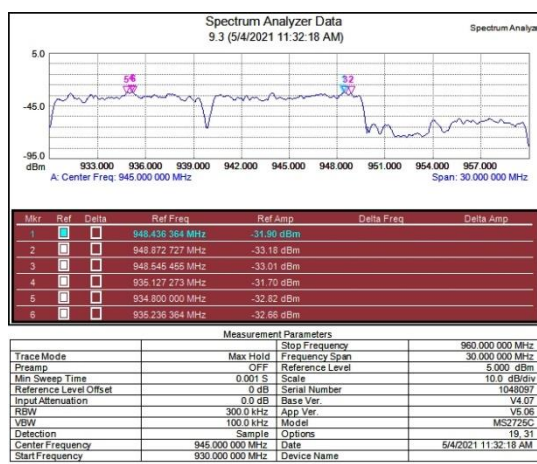 Spectrum Analyzer Data
9.3 (5/4/2021 11:32:18 AM)
Spectrum Analyze
5.0
5 4 6
3 2
-45.0
-95.0
dBm 933.000 936.000 939.000 942.000 945.000 948.000 951.000 954.000 957.000
A: Center Freq: 945.000 000 MHz Span: 30.000 000 MHz
Mkr Ref Delta Ref Freq Ref Amp Delta Freq Delta Amp
1 948.436 364 MHz -31.90 dBm
2 948.872 727 MHz -33.18 dBm
3 948.545 455 MHz -33.01 dBm
4 935.127 273 MHz -31.70 dBm
5 934.800 000 MHz -32.82 dBm
6 935.236 364 MHz -32.66 dBm
Measurement Parameters
Stop Frequency 960.000 000 MHz
Trace Mode Max Hold Frequency Span 30.000 000 MHz
Preamp OFF Reference Level 5.000 dBm
Min Sweep Time 0.001 S Scale 10.0 dB/div
Reference Level Offset 0 dB Serial Number 1048097
Input Attenuation 0.0 dB Base Ver. V4.07
RBW 300.0 kHz App Ver. V5.06
VBW 100.0 kHz Model MS2725C
Detection Sample Options 19, 31
Center Frequency 945.000 000 MHz Date 5/4/2021 11:32:18 AM
Start Frequency 930.000 000 MHz Device Name